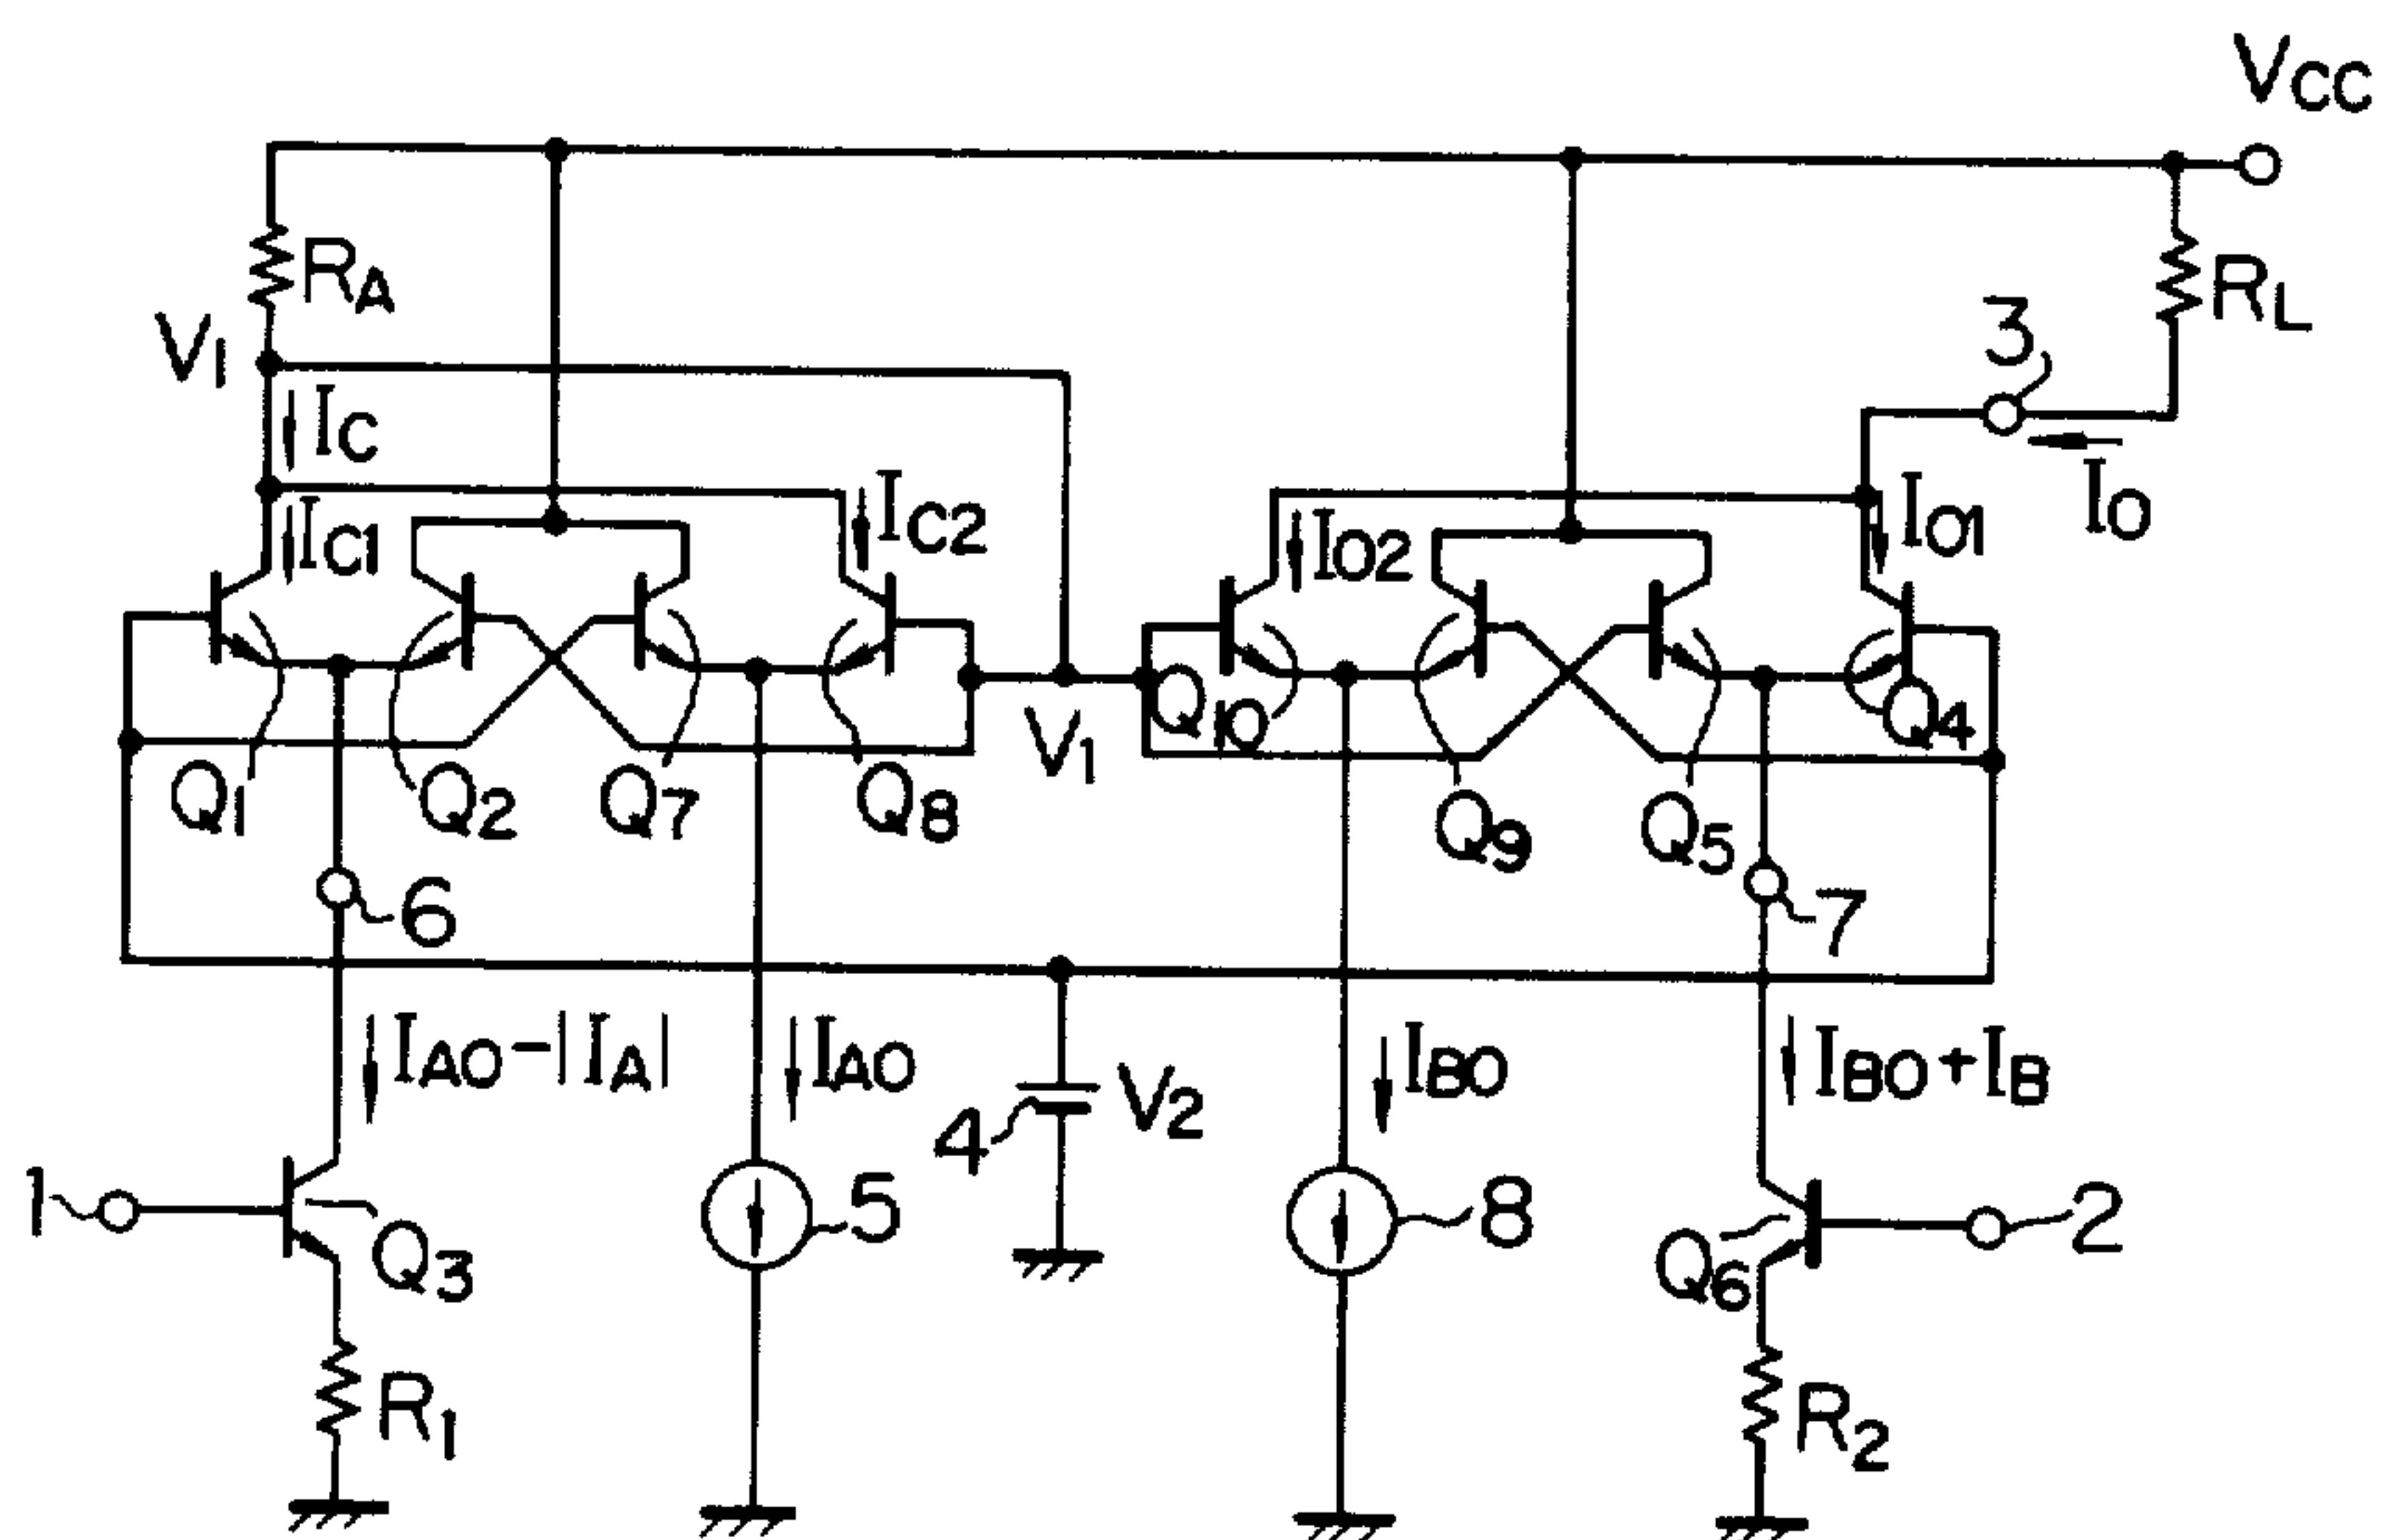 VCC
RA
RL
3
V1
IC
IO
IC1
IC2
IO2
IO1
Q10
Q4
V1
Q1
Q2
Q7
Q8
Q9
Q5
6
7
IAO-|IA|
IAO
IBO
IBO+IB
4
V2
1
5
8
2
Q3
Q6
R1
R2